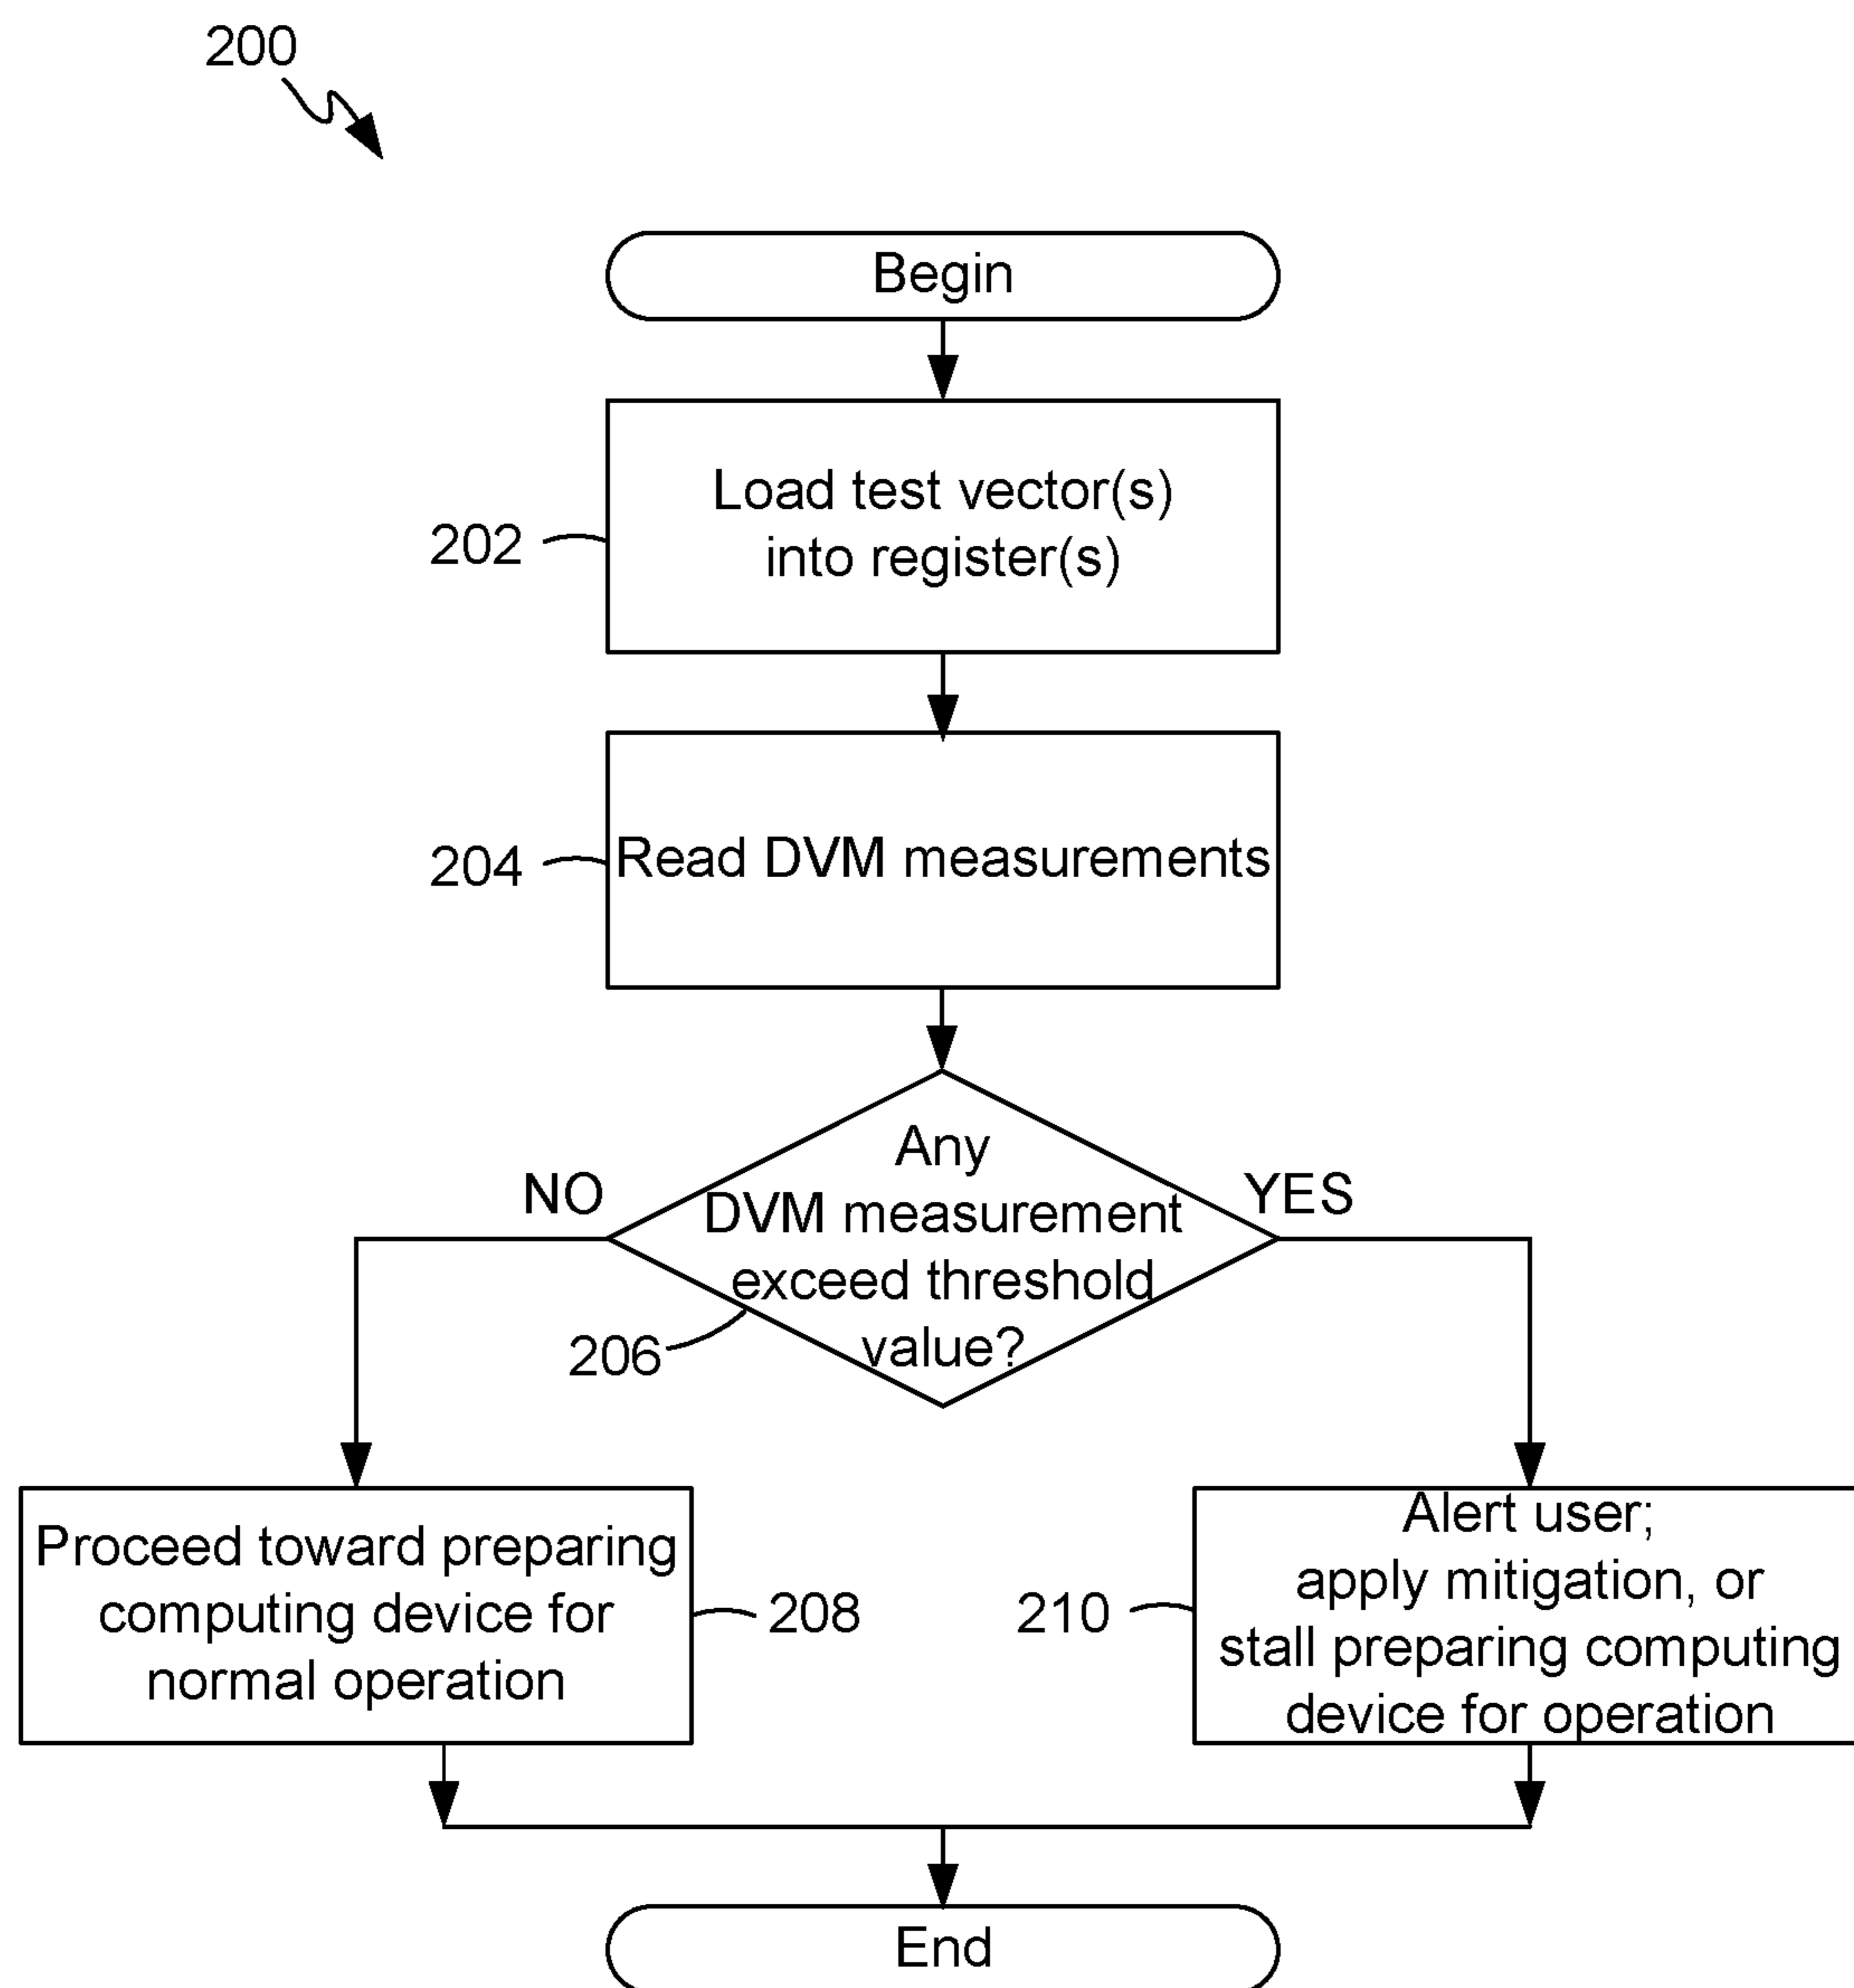 200
Begin
Load test vector(s)
into register(s)
202
Read DVM measurements
204
Any
DVM measurement
exceed threshold
value?
NO
YES
206
Proceed toward preparing
computing device for
normal operation
208
210
Alert user;
apply mitigation, or
stall preparing computing
device for operation
End